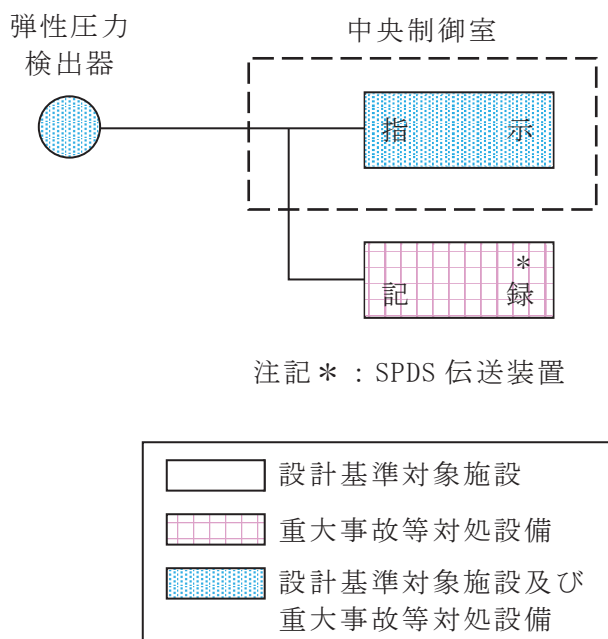 弾性圧力
検出器
中央制御室
指 示
記 録*
注記＊：SPDS 伝送装置
設計基準対象施設
重大事故等対処設備
設計基準対象施設及び
重大事故等対処設備